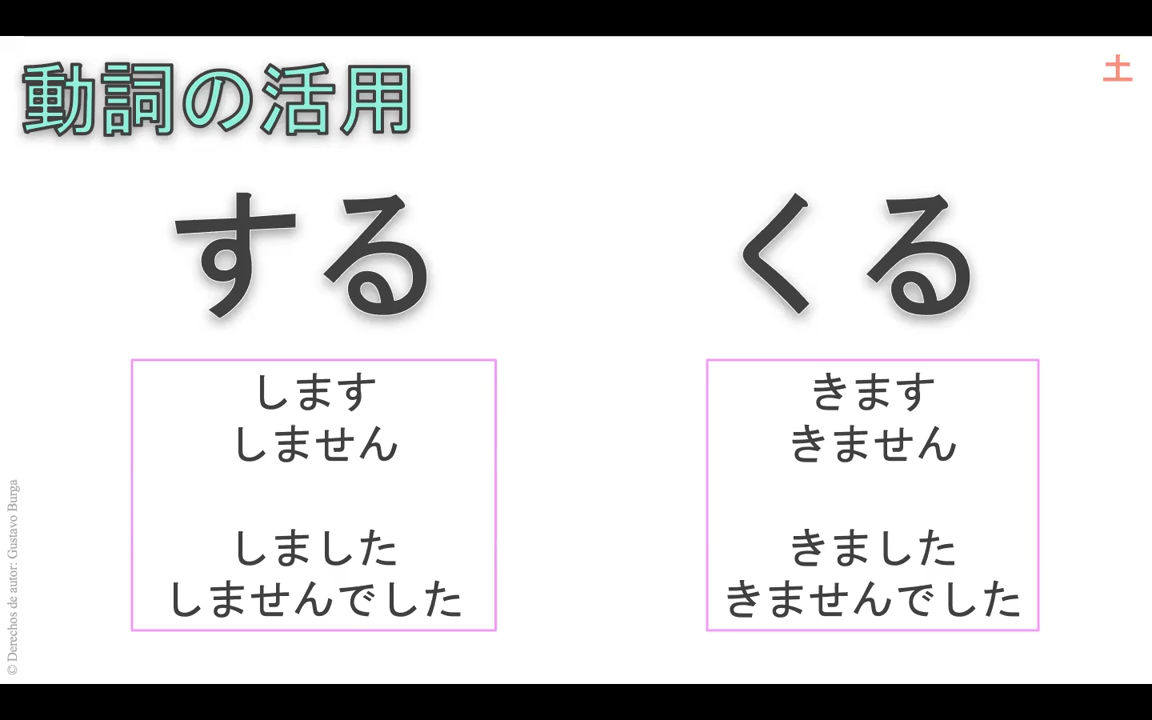 動詞の活用
土
する
くる
します
しません
しました
しませんでした
きます
きません
きました
きませんでした
© Derechos de autor: Gustavo Burga